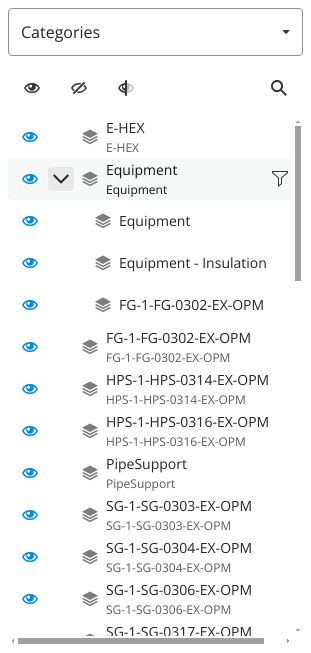 Categories
E-HEX
E-HEX
Equipment
Equipment
Equipment
Equipment - Insulation
FG-1-FG-0302-EX-OPM
FG-1-FG-0302-EX-OPM
FG-1-FG-0302-EX-OPM
HPS-1-HPS-0314-EX-OPM
HPS-1-HPS-0314-EX-OPM
HPS-1-HPS-0316-EX-OPM
HPS-1-HPS-0316-EX-OPM
PipeSupport
PipeSupport
SG-1-SG-0303-EX-OPM
SG-1-SG-0303-EX-OPM
SG-1-SG-0304-EX-OPM
SG-1-SG-0304-EX-OPM
SG-1-SG-0306-EX-OPM
SG-1-SG-0306-EX-OPM
SG-1-SG-0317-EX-OPM